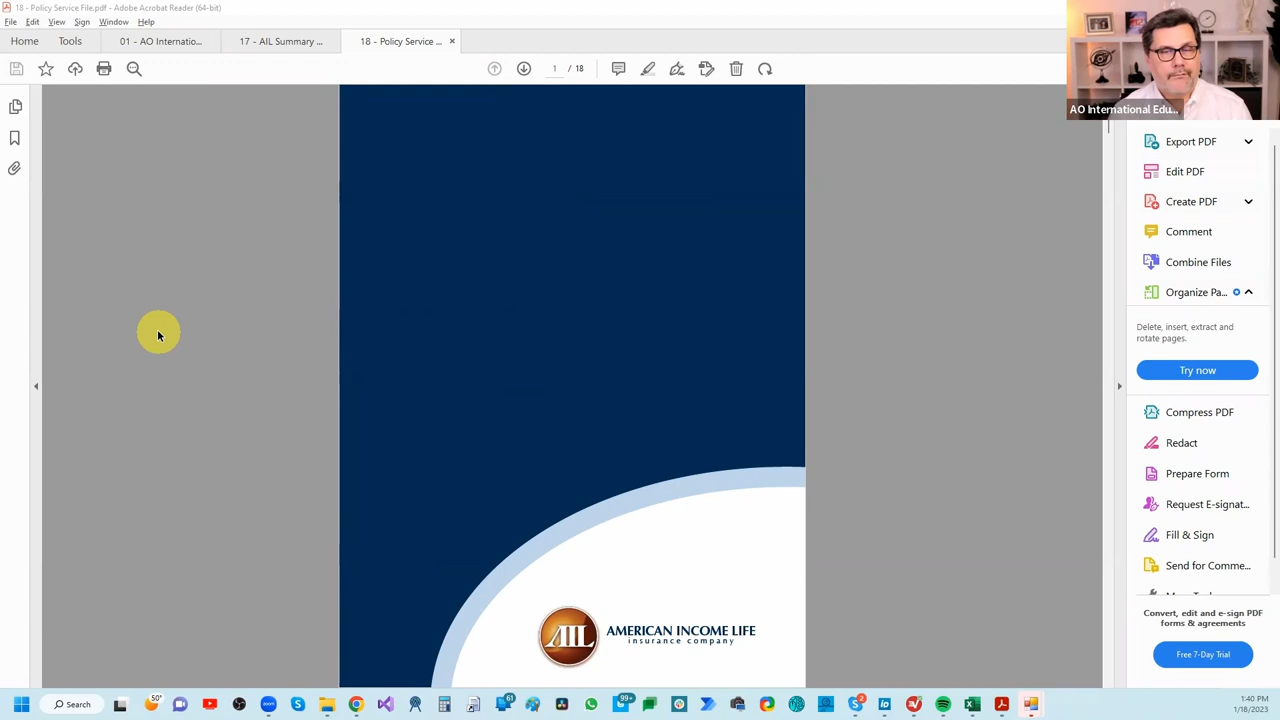 18 - Policy Service File.pdf - Adobe Acrobat Reader (64-bit)
File Edit View Sign Window Help
Home Tools 01 - AO Internatio... 17 - AIL Summary ... 18 - Policy Service ... ×
1 / 18
AO International Edu...
Export PDF
Edit PDF
Create PDF
Comment
Combine Files
Organize Pa...
Delete, insert, extract and
rotate pages.
Try now
Compress PDF
Redact
Prepare Form
Request E-signat...
Fill & Sign
Send for Comme...
Convert, edit and e-sign PDF
forms & agreements
Free 7-Day Trial
AIL
AMERICAN INCOME LIFE
insurance company
Search
50°
61
99+
2
1:40 PM
1/18/2023